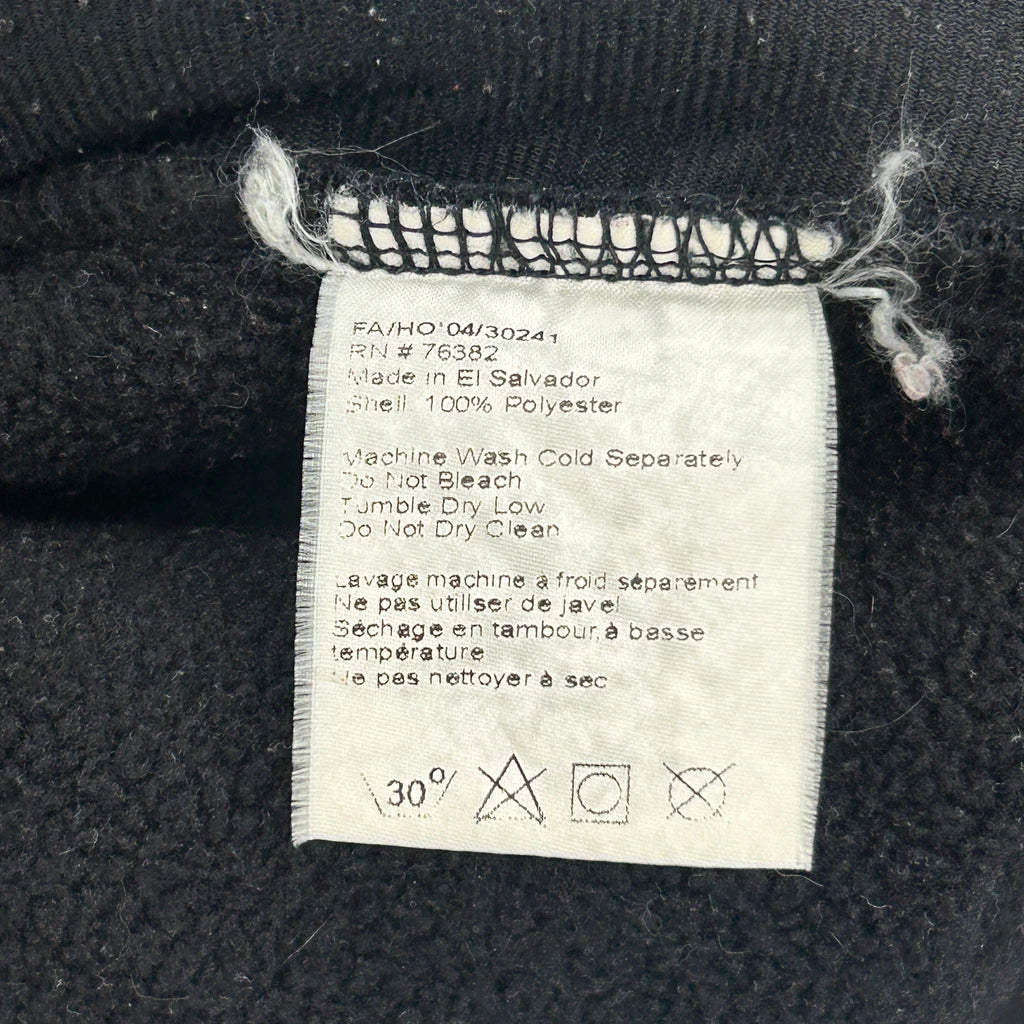 FA/HO'04/30241
RN # 76382
Made in El Salvador
Shell: 100% Polyester
Machine Wash Cold Separately
Do Not Bleach
Tumble Dry Low
Do Not Dry Clean
Lavage machine a froid séparement
Ne pas utiliser de javel
Séchage en tambour, à basse
température
Ne pas nettoyer à sec
30°